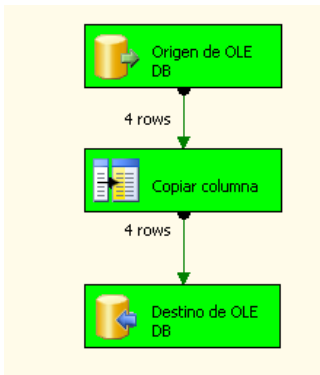 Origen de OLE
DB
4 rows
Copiar columna
4 rows
Destino de OLE
DB